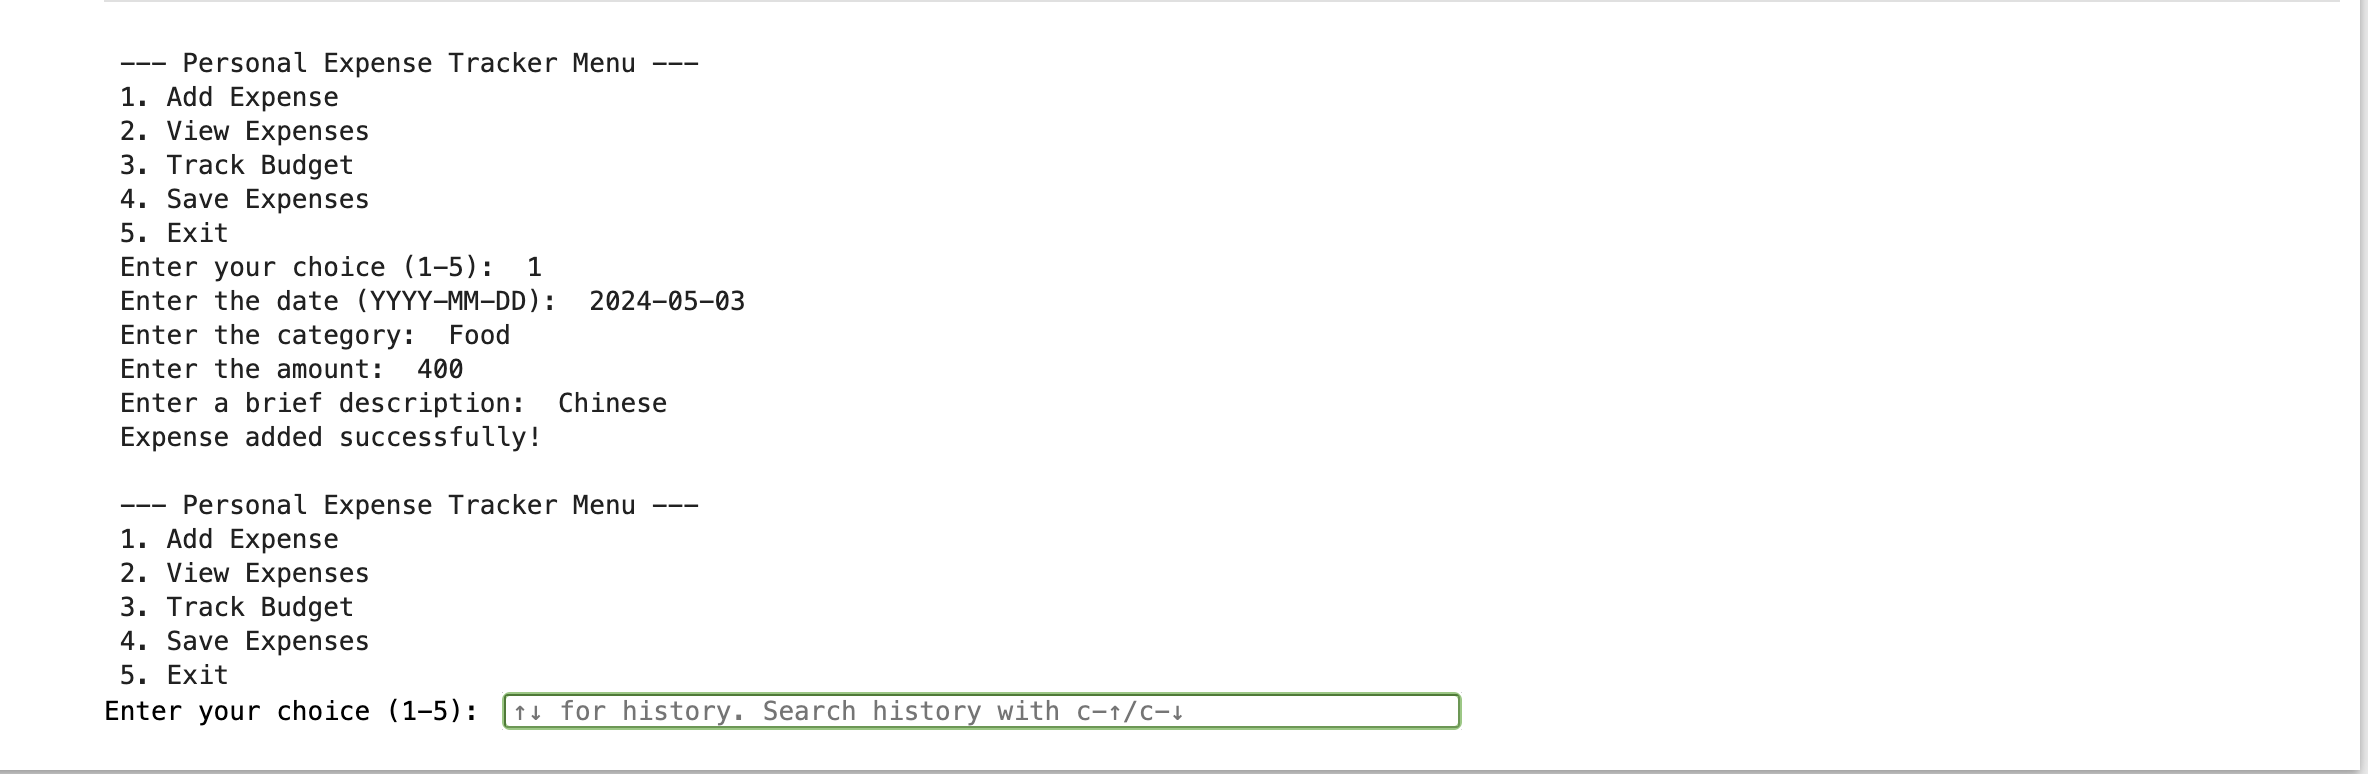 --- Personal Expense Tracker Menu ---
1. Add Expense
2. View Expenses
3. Track Budget
4. Save Expenses
5. Exit
Enter your choice (1-5):  1
Enter the date (YYYY-MM-DD):  2024-05-03
Enter the category:  Food
Enter the amount:  400
Enter a brief description:  Chinese
Expense added successfully!
--- Personal Expense Tracker Menu ---
1. Add Expense
2. View Expenses
3. Track Budget
4. Save Expenses
5. Exit
Enter your choice (1-5): ↑↓ for history. Search history with c-↑/c-↓